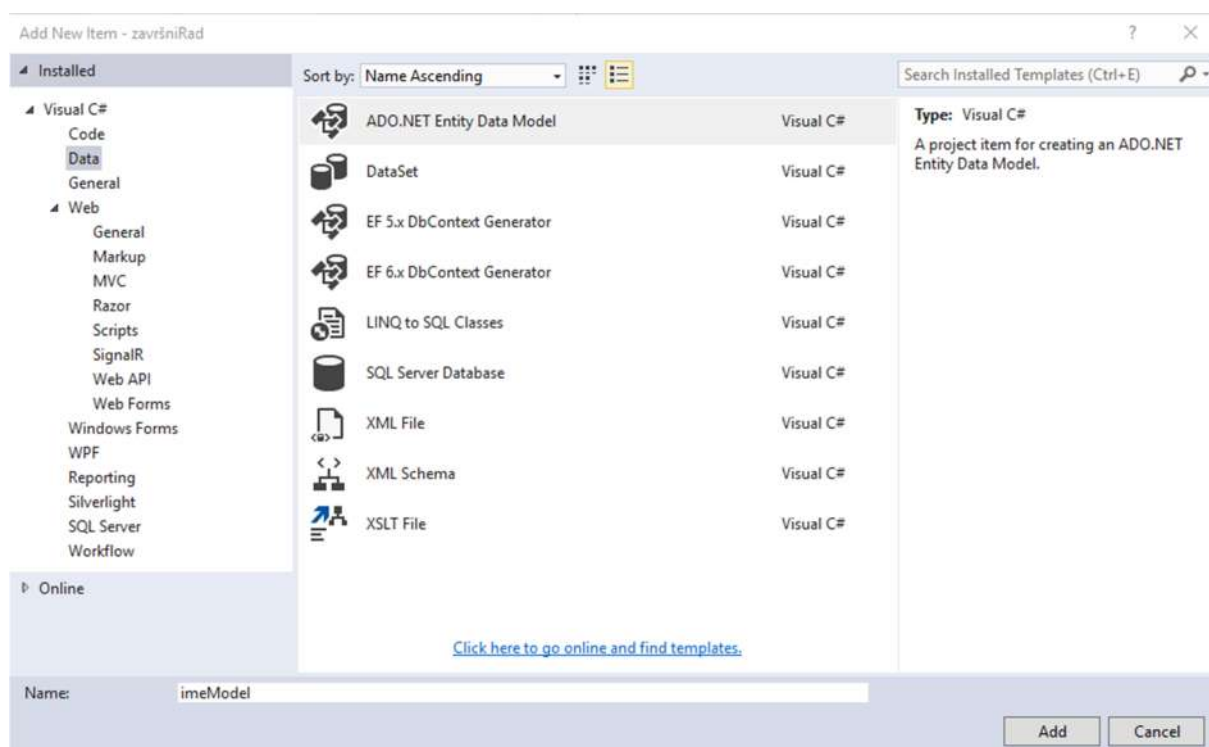 Add New Item - završniRad
?
Installed
Sort by: Name Ascending
Search Installed Templates (Ctrl+E)
Visual C#
Code
Data
General
Web
General
Markup
MVC
Razor
Scripts
SignalR
Web API
Web Forms
Windows Forms
WPF
Reporting
Silverlight
SQL Server
Workflow
Online
ADO.NET Entity Data Model Visual C#
DataSet Visual C#
EF 5.x DbContext Generator Visual C#
EF 6.x DbContext Generator Visual C#
LINQ to SQL Classes Visual C#
SQL Server Database Visual C#
XML File Visual C#
XML Schema Visual C#
XSLT File Visual C#
Click here to go online and find templates.
Type: Visual C#
A project item for creating an ADO.NET
Entity Data Model.
Name: imeModel
Add Cancel